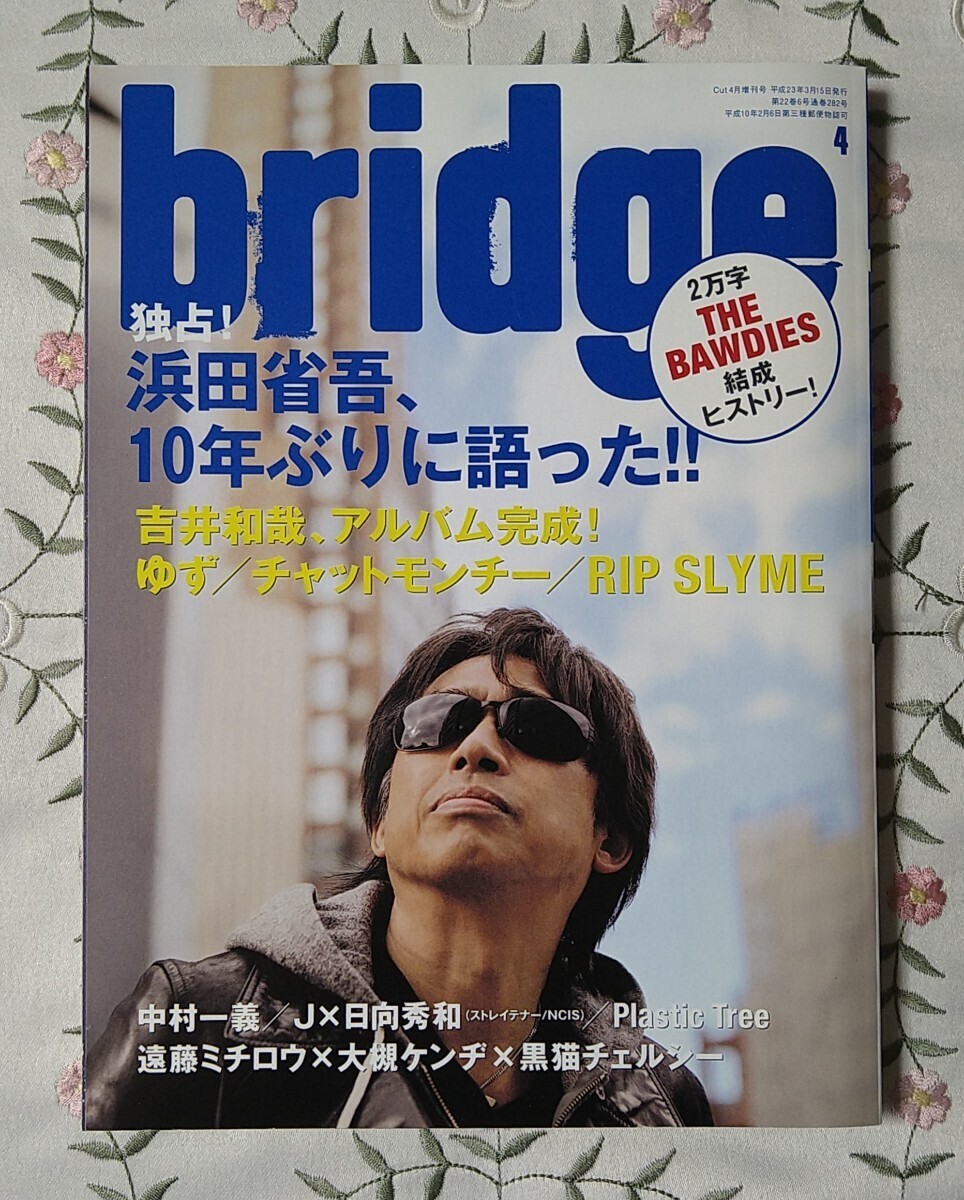 Cut 4月増刊号 平成23年3月15日発行
第22巻6号通巻282号
平成10年2月6日第三種郵便物認可
4
bridge
2万字
THE
BAWDIES
結成
ヒストリー!
独占!
浜田省吾、
10年ぶりに語った!!
吉井和哉、アルバム完成!
ゆず/チャットモンチー/RIP SLYME
中村一義/J×日向秀和(ストレイテナー/NCIS)/Plastic Tree
遠藤ミチロウ×大槻ケンヂ×黒猫チェルシー